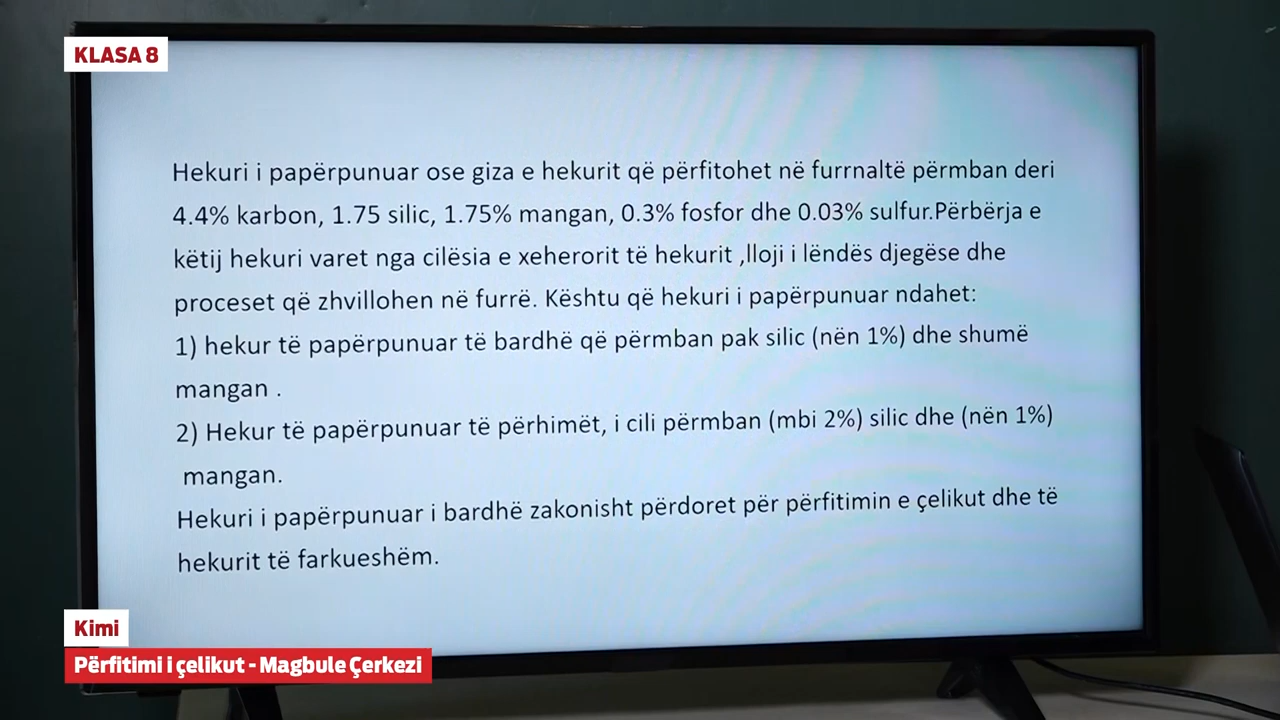 KLASA 8
Hekuri i papërpunuar ose giza e hekurit që përfitohet në furrnaltë përmban deri
4.4% karbon, 1.75 silic, 1.75% mangan, 0.3% fosfor dhe 0.03% sulfur.Përbërja e
këtij hekuri varet nga cilësia e xeherorit të hekurit ,lloji i lëndës djegëse dhe
proceset që zhvillohen në furrë. Kështu që hekuri i papërpunuar ndahet:
1) hekur të papërpunuar të bardhë që përmban pak silic (nën 1%) dhe shumë
mangan .
2) Hekur të papërpunuar të përhimët, i cili përmban (mbi 2%) silic dhe (nën 1%)
mangan.
Hekuri i papërpunuar i bardhë zakonisht përdoret për përfitimin e çelikut dhe të
hekurit të farkueshëm.
Kimi
Përfitimi i çelikut - Magbule Çerkezi